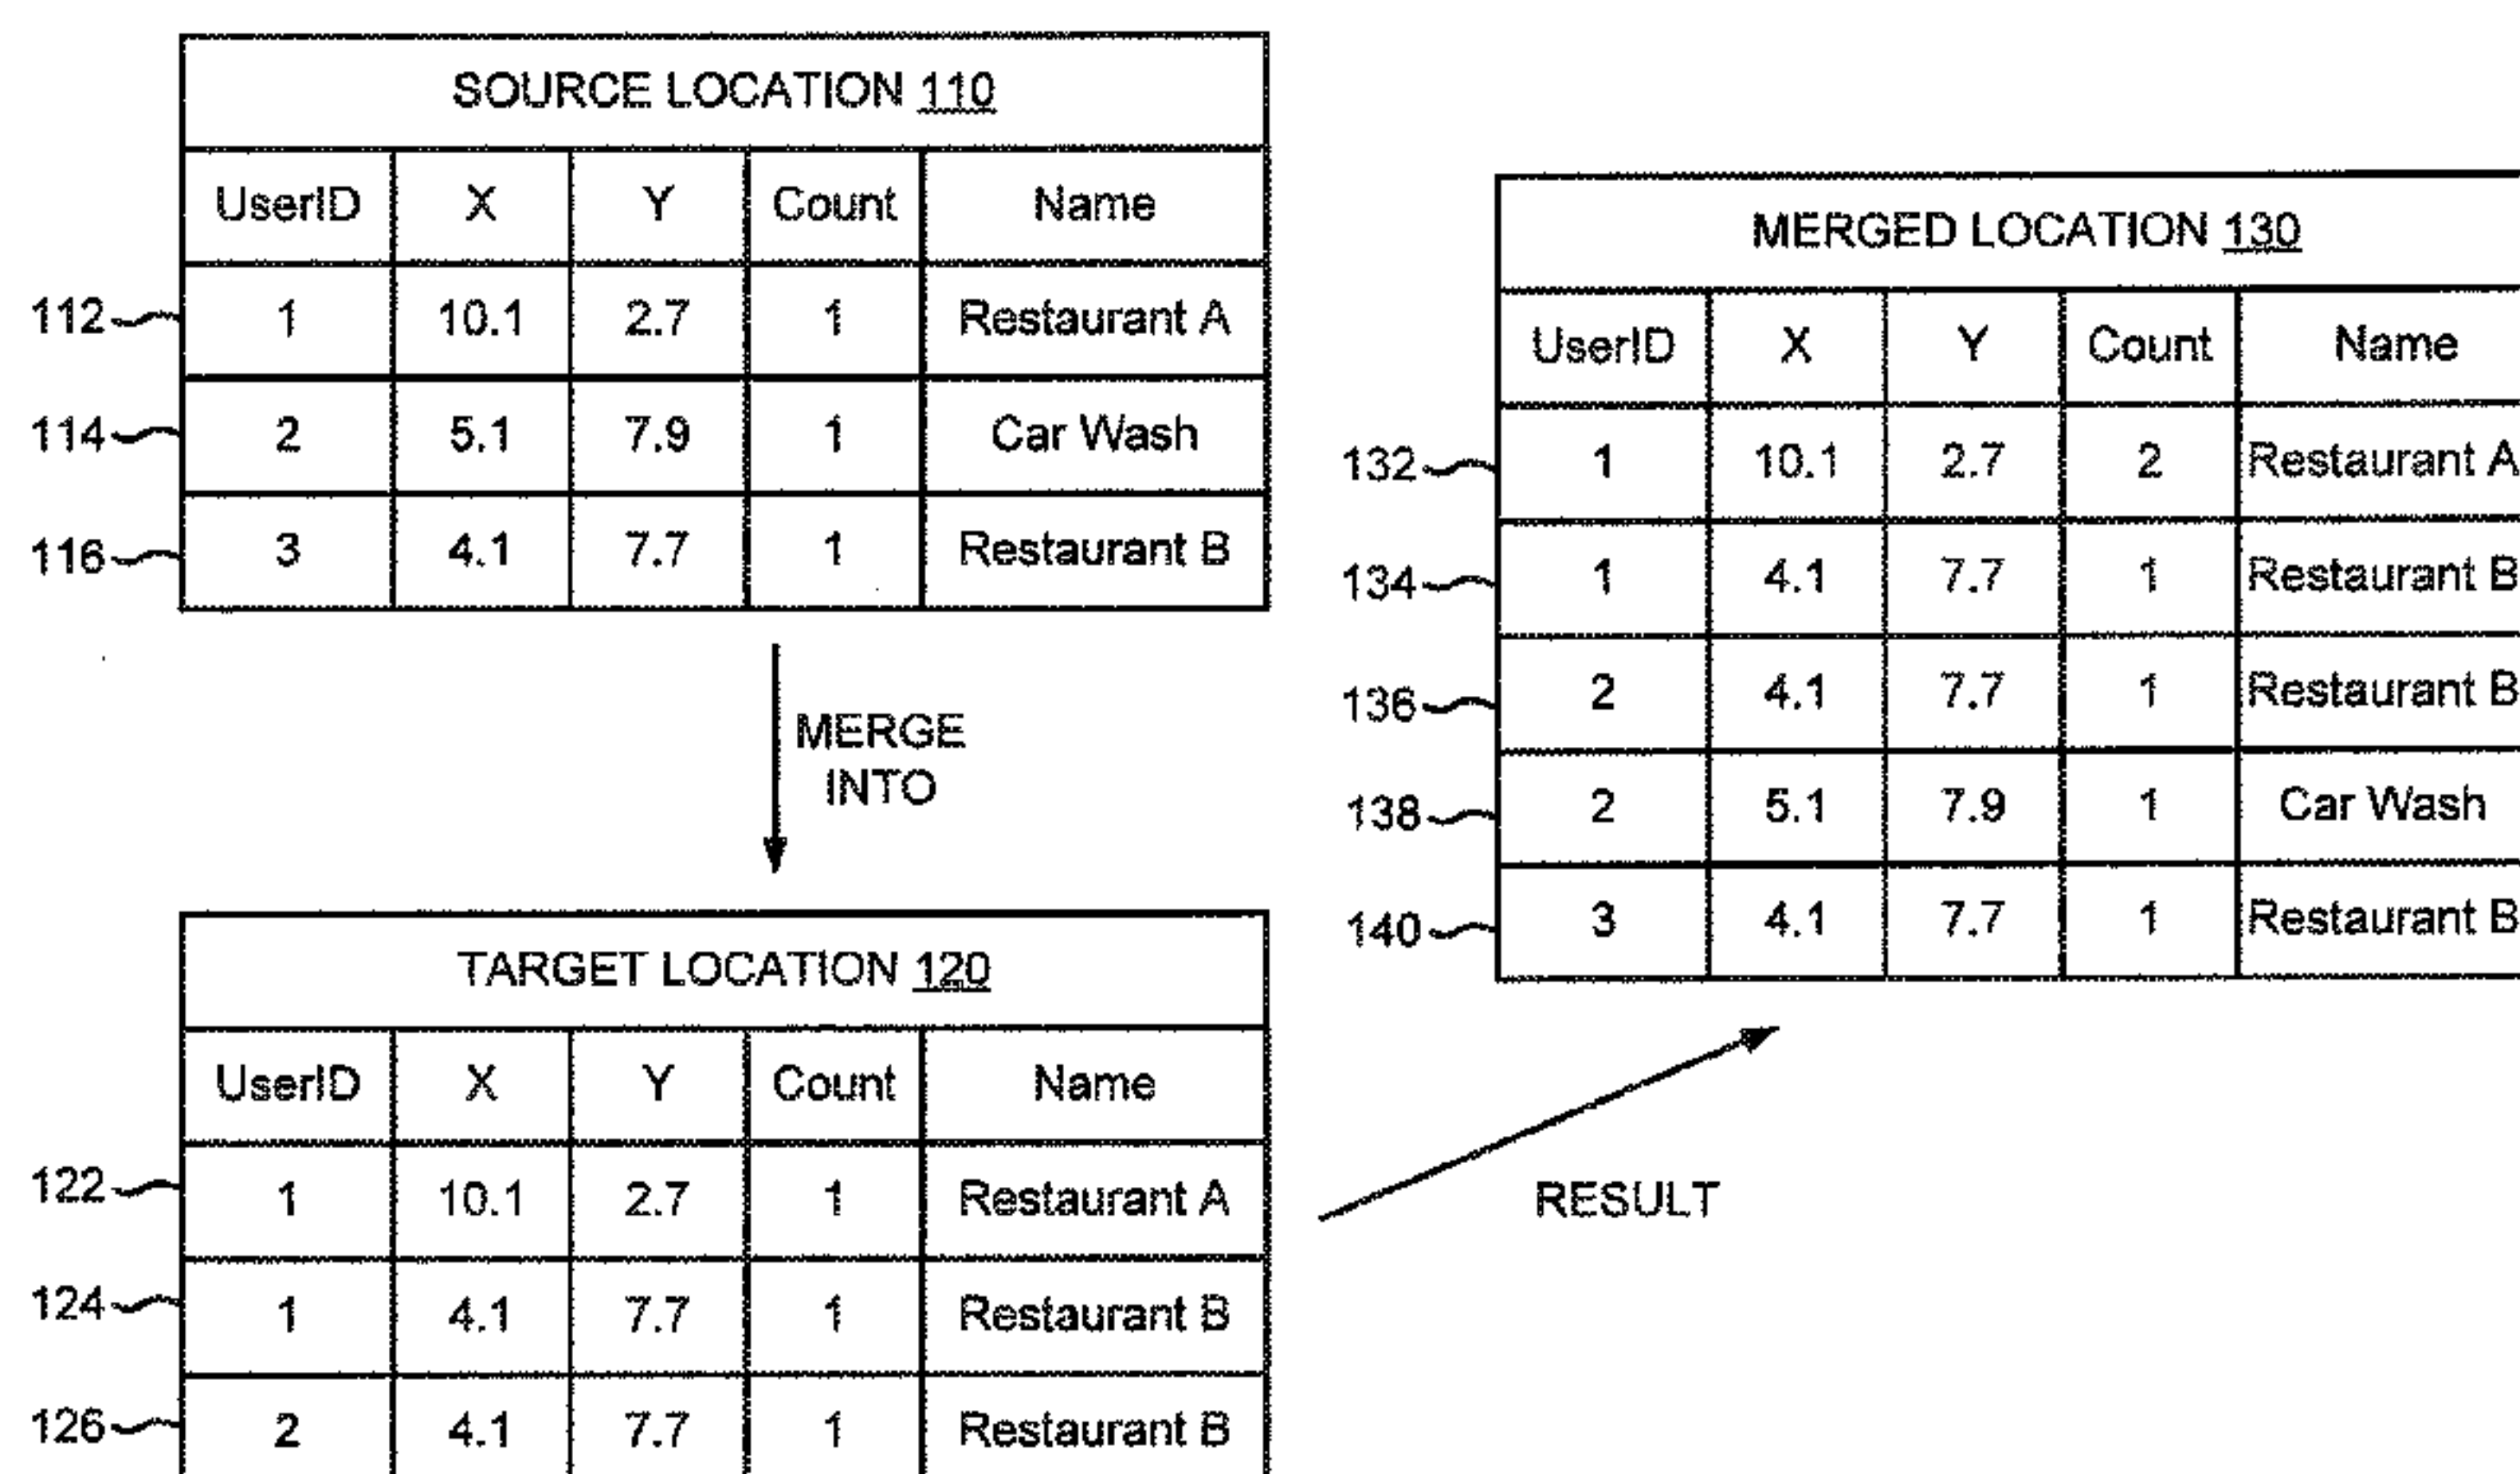 SOURCE LOCATION 110
UserID X Y Count Name
112 1 10.1 2.7 1 Restaurant A
114 2 5.1 7.9 1 Car Wash
116 3 4.1 7.7 1 Restaurant B
MERGE
INTO
TARGET LOCATION 120
UserID X Y Count Name
122 1 10.1 2.7 1 Restaurant A
124 1 4.1 7.7 1 Restaurant B
126 2 4.1 7.7 1 Restaurant B
RESULT
MERGED LOCATION 130
UserID X Y Count Name
132 1 10.1 2.7 2 Restaurant A
134 1 4.1 7.7 1 Restaurant B
136 2 4.1 7.7 1 Restaurant B
138 2 5.1 7.9 1 Car Wash
140 3 4.1 7.7 1 Restaurant B